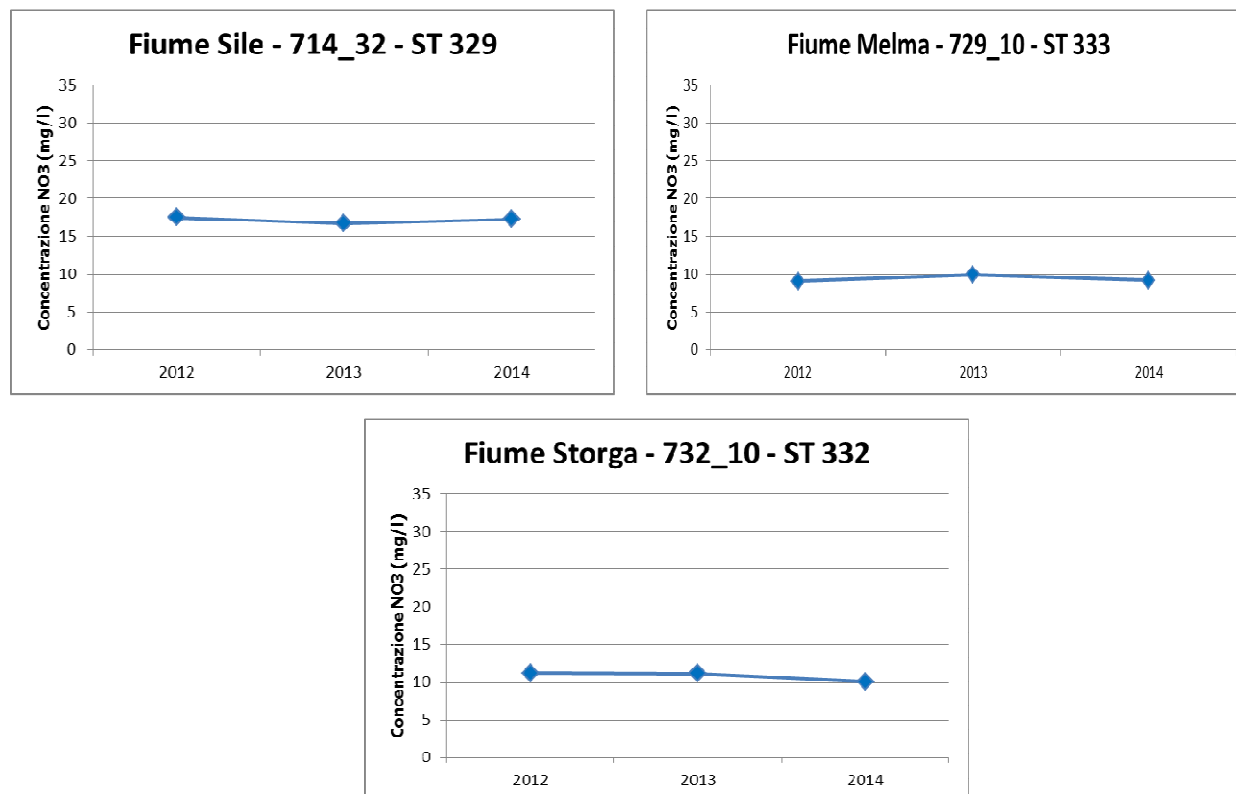 Fiume Sile - 714_32 - ST 329
Concentrazione NO3 (mg/l)
35
30
25
20
15
10
5
0
2012 2013 2014
Fiume Melma - 729_10 - ST 333
Concentrazione NO3 (mg/l)
35
30
25
20
15
10
5
0
2012 2013 2014
Fiume Storga - 732_10 - ST 332
Concentrazione NO3 (mg/l)
35
30
25
20
15
10
5
0
2012 2013 2014